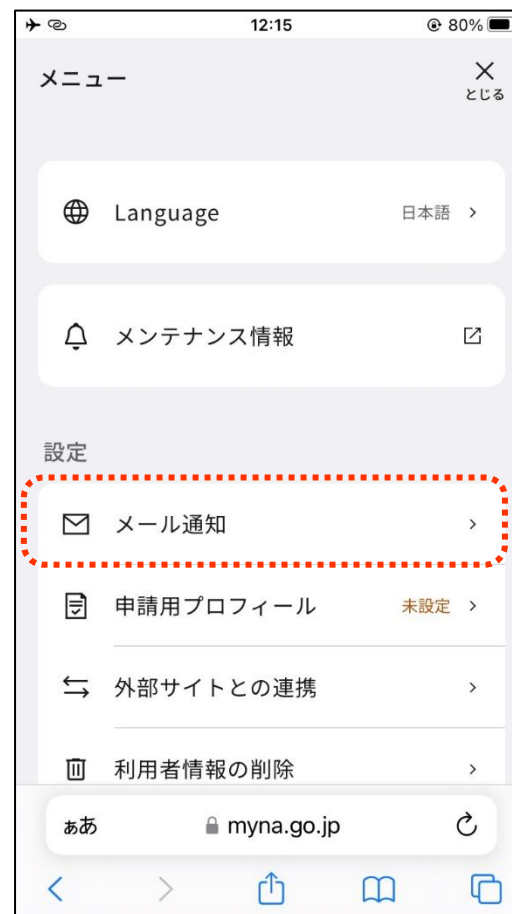 12:15
80%
メニュー
とじる
Language
日本語
メンテナンス情報
設定
メール通知
申請用プロフィール
未設定
外部サイトとの連携
利用者情報の削除
ぁあ
myna.go.jp